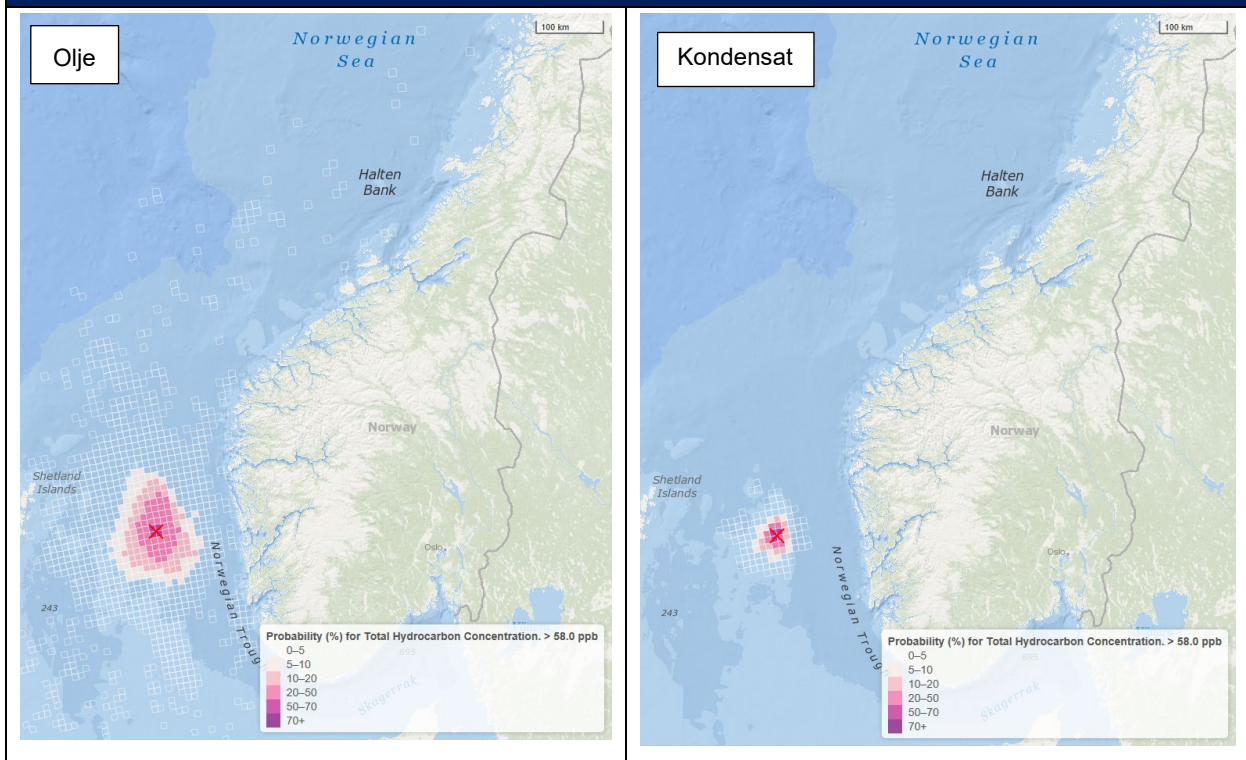 Olje
Norwegian
Sea
100 km
Halten
Bank
Norway
Shetland
Islands
Oslo
Norwegian Troug
243
695
Skagerrak
Probability (%) for Total Hydrocarbon Concentration. > 58.0 ppb
0–5
5–10
10–20
20–50
50–70
70+
Kondensat
Norwegian
Sea
100 km
Halten
Bank
Norway
Shetland
Islands
Oslo
Norwegian Troug
243
Skagerrak
Probability (%) for Total Hydrocarbon Concentration. > 58.0 ppb
0–5
5–10
10–20
20–50
50–70
70+